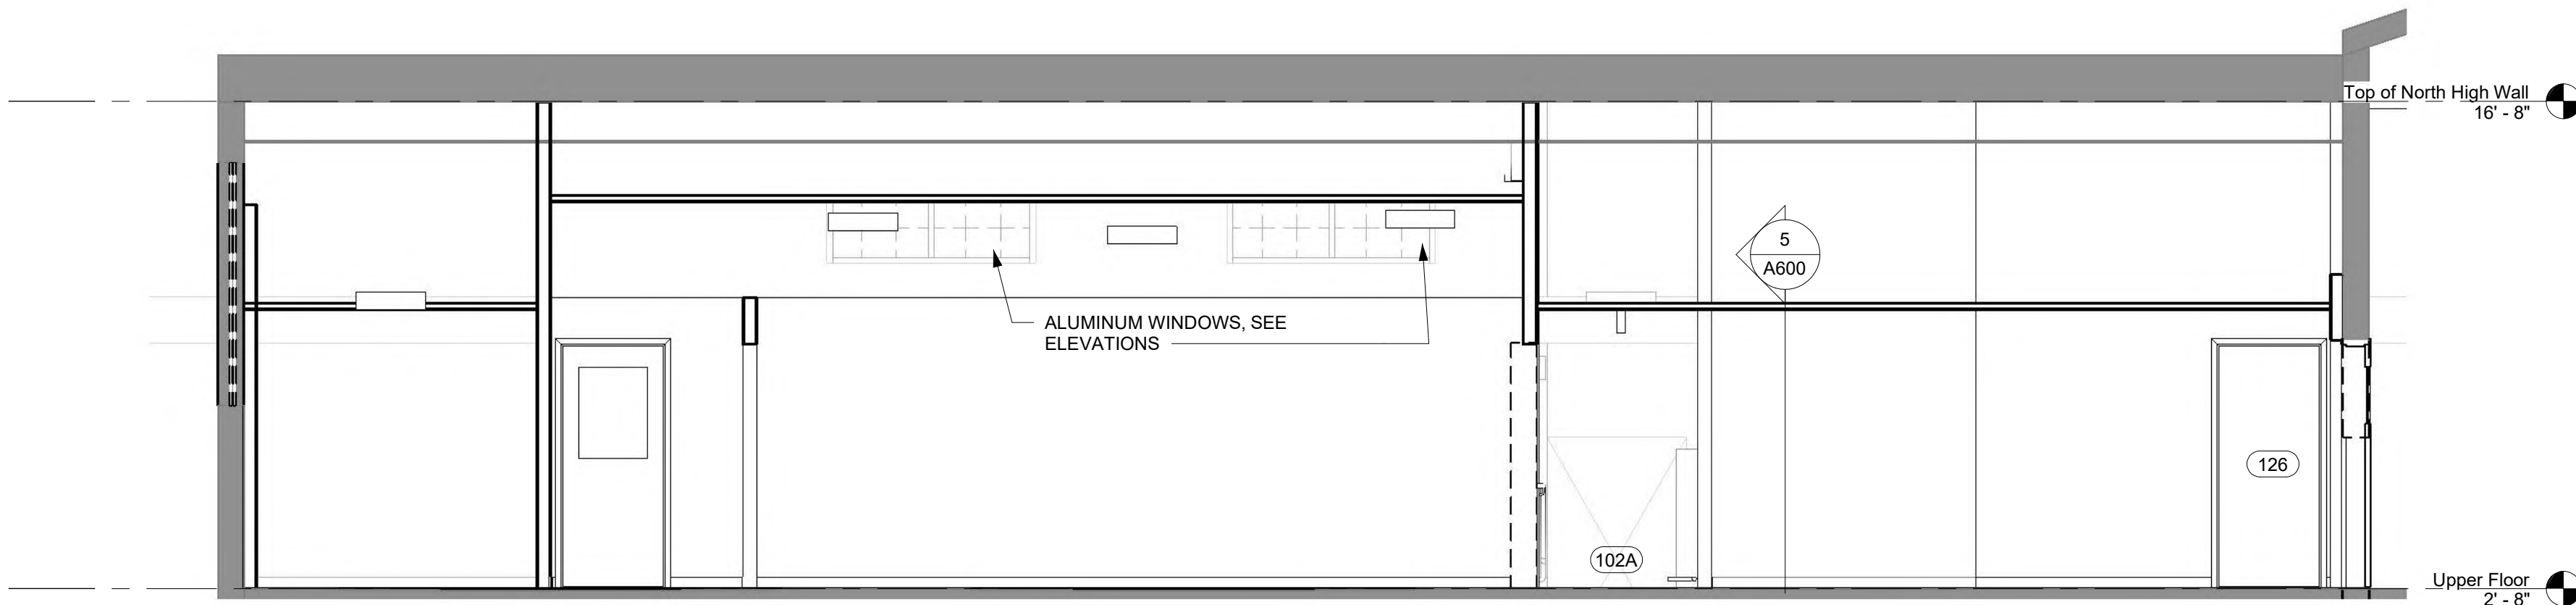 Top of North High Wall
16' - 8"
5
A600
ALUMINUM WINDOWS, SEE
ELEVATIONS
126
102A
Upper Floor
2' - 8"